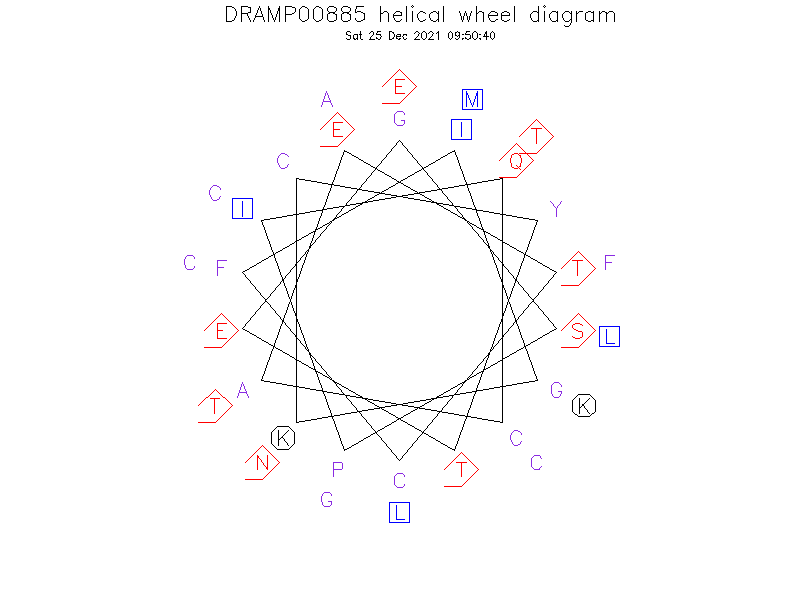 DRAMP00885 helical wheel diagram
Sat 25 Dec 2021 09:50:40
E
A M
G
E I T
C Q
C I Y
C F T F
E S L
A G K
T
K C
N C
P T
C
G L